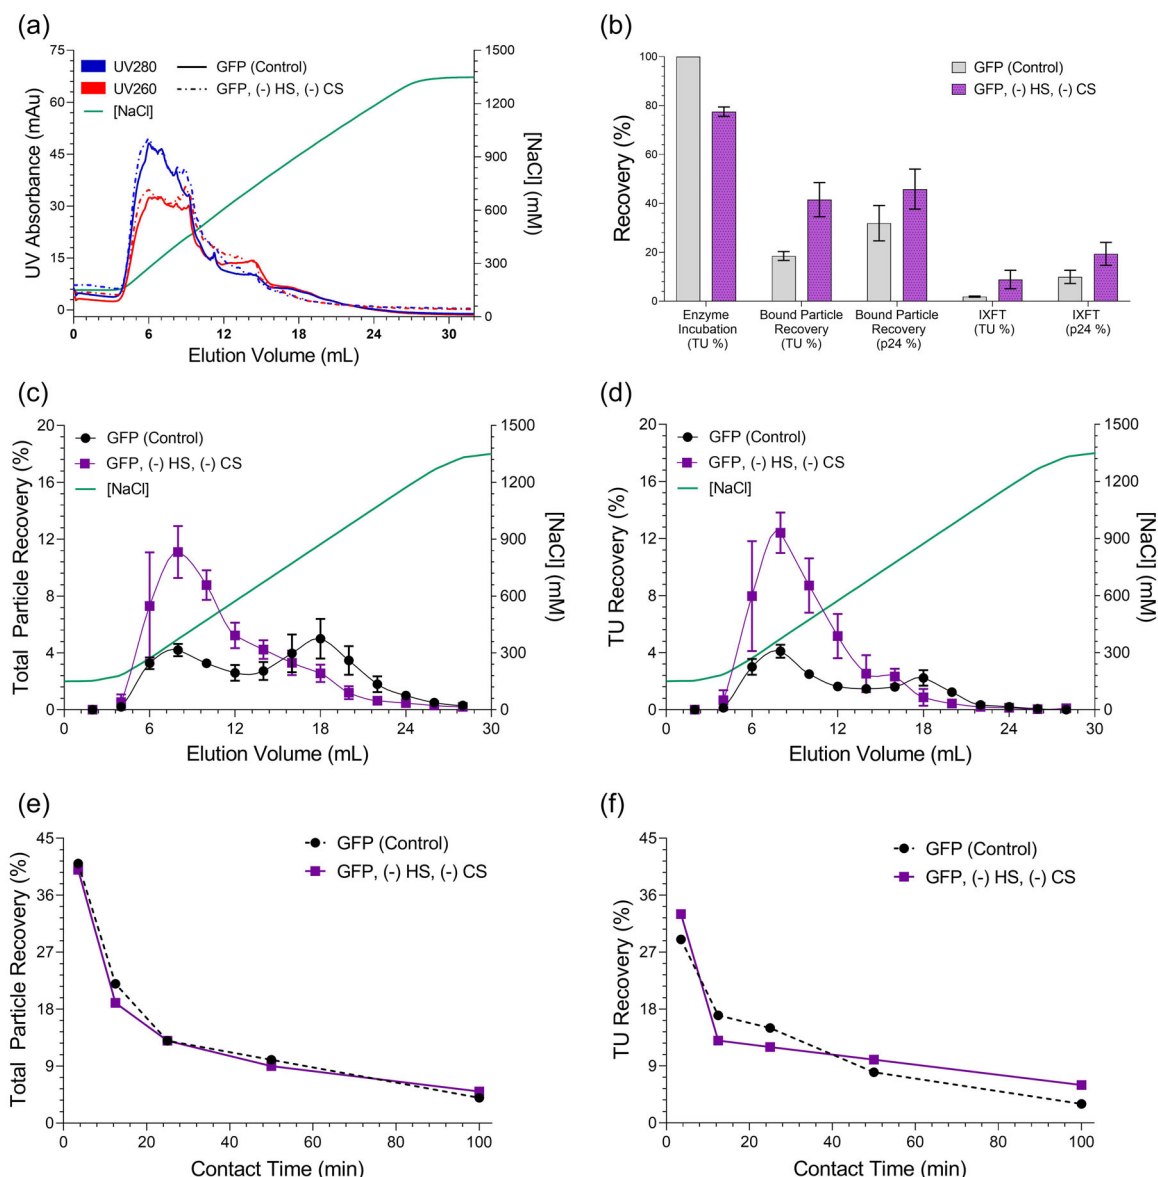 (a)
UV280
UV260
[NaCl]
GFP (Control)
GFP, (-) HS, (-) CS
75
60
45
30
15
0
UV Absorbance (mAu)
1500
1200
900
600
300
0
[NaCl] (mM)
0 6 12 18 24 30
Elution Volume (mL)
(b)
GFP (Control)
GFP, (-) HS, (-) CS
100
80
60
40
20
0
Recovery (%)
Enzyme
Incubation
(TU %)
Bound Particle
Recovery
(TU %)
Bound Particle
Recovery
(p24 %)
IXFT
(TU %)
IXFT
(p24 %)
(c)
GFP (Control)
GFP, (-) HS, (-) CS
[NaCl]
20
16
12
8
4
0
Total Particle Recovery (%)
1500
1200
900
600
300
0
[NaCl] (mM)
0 6 12 18 24 30
Elution Volume (mL)
(d)
GFP (Control)
GFP, (-) HS, (-) CS
[NaCl]
20
16
12
8
4
0
TU Recovery (%)
1500
1200
900
600
300
0
[NaCl] (mM)
0 6 12 18 24 30
Elution Volume (mL)
(e)
GFP (Control)
GFP, (-) HS, (-) CS
45
36
27
18
9
0
Total Particle Recovery (%)
0 20 40 60 80 100
Contact Time (min)
(f)
GFP (Control)
GFP, (-) HS, (-) CS
45
36
27
18
9
0
TU Recovery (%)
0 20 40 60 80 100
Contact Time (min)